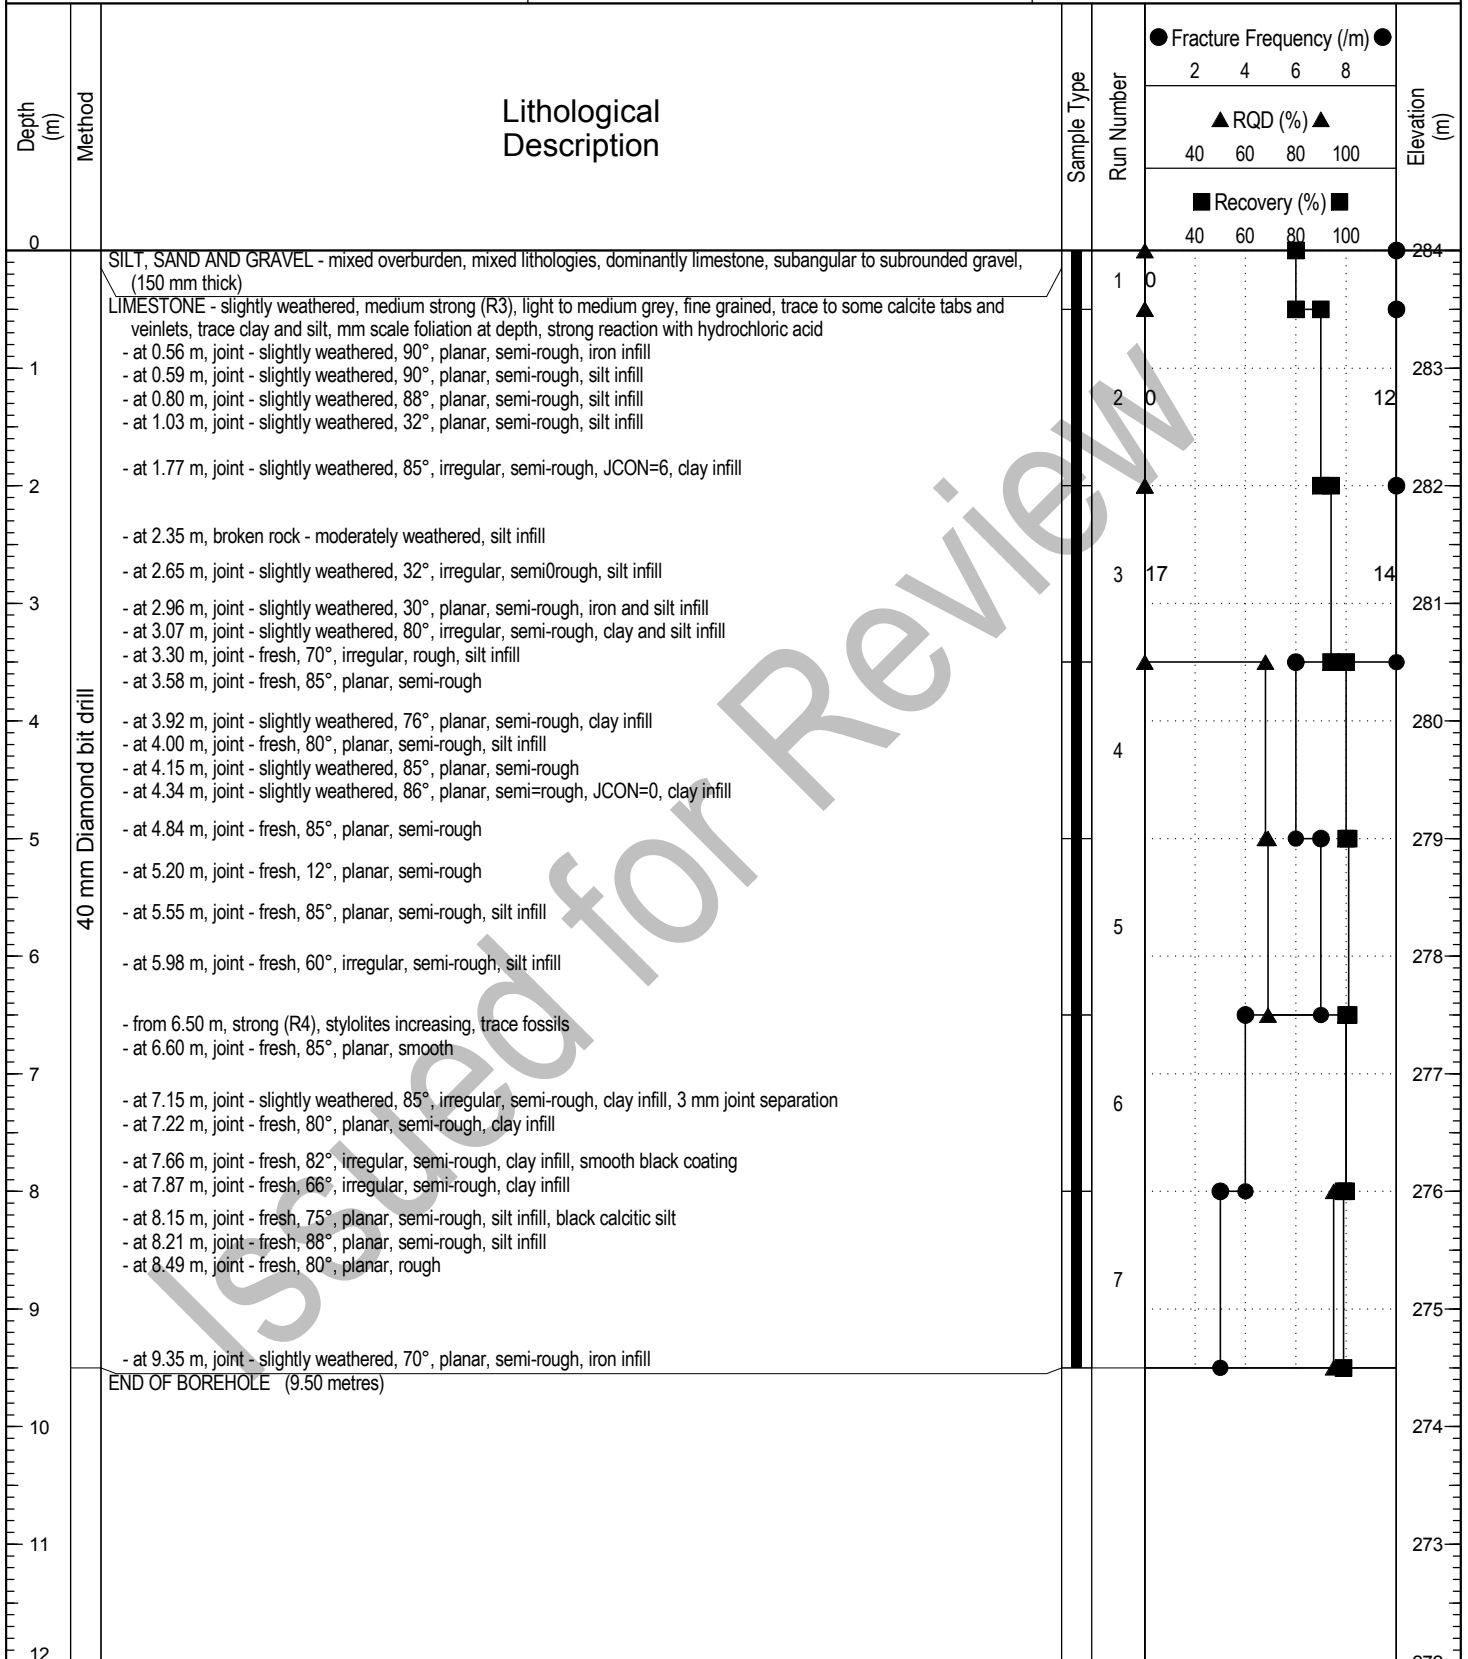 Depth
(m)
Method
Lithological
Description
Sample Type
Run Number
Fracture Frequency (/m)
2 4 6 8
RQD (%)
40 60 80 100
Recovery (%)
40 60 80 100
Elevation
(m)
0
SILT, SAND AND GRAVEL - mixed overburden, mixed lithologies, dominantly limestone, subangular to subrounded gravel,
(150 mm thick)
LIMESTONE - slightly weathered, medium strong (R3), light to medium grey, fine grained, trace to some calcite tabs and
veinlets, trace clay and silt, mm scale foliation at depth, strong reaction with hydrochloric acid
- at 0.56 m, joint - slightly weathered, 90°, planar, semi-rough, iron infill
- at 0.59 m, joint - slightly weathered, 90°, planar, semi-rough, silt infill
- at 0.80 m, joint - slightly weathered, 88°, planar, semi-rough, silt infill
- at 1.03 m, joint - slightly weathered, 32°, planar, semi-rough, silt infill
- at 1.77 m, joint - slightly weathered, 85°, irregular, semi-rough, JCON=6, clay infill
- at 2.35 m, broken rock - moderately weathered, silt infill
- at 2.65 m, joint - slightly weathered, 32°, irregular, semi0rough, silt infill
- at 2.96 m, joint - slightly weathered, 30°, planar, semi-rough, iron and silt infill
- at 3.07 m, joint - slightly weathered, 80°, irregular, semi-rough, clay and silt infill
- at 3.30 m, joint - fresh, 70°, irregular, rough, silt infill
- at 3.58 m, joint - fresh, 85°, planar, semi-rough
- at 3.92 m, joint - slightly weathered, 76°, planar, semi-rough, clay infill
- at 4.00 m, joint - fresh, 80°, planar, semi-rough, silt infill
- at 4.15 m, joint - slightly weathered, 85°, planar, semi-rough
- at 4.34 m, joint - slightly weathered, 86°, planar, semi=rough, JCON=0, clay infill
- at 4.84 m, joint - fresh, 85°, planar, semi-rough
- at 5.20 m, joint - fresh, 12°, planar, semi-rough
- at 5.55 m, joint - fresh, 85°, planar, semi-rough, silt infill
- at 5.98 m, joint - fresh, 60°, irregular, semi-rough, silt infill
- from 6.50 m, strong (R4), stylolites increasing, trace fossils
- at 6.60 m, joint - fresh, 85°, planar, smooth
- at 7.15 m, joint - slightly weathered, 85°, irregular, semi-rough, clay infill, 3 mm joint separation
- at 7.22 m, joint - fresh, 80°, planar, semi-rough, clay infill
- at 7.66 m, joint - fresh, 82°, irregular, semi-rough, clay infill, smooth black coating
- at 7.87 m, joint - fresh, 66°, irregular, semi-rough, clay infill
- at 8.15 m, joint - fresh, 75°, planar, semi-rough, silt infill, black calcitic silt
- at 8.21 m, joint - fresh, 88°, planar, semi-rough, silt infill
- at 8.49 m, joint - fresh, 80°, planar, rough
- at 9.35 m, joint - slightly weathered, 70°, planar, semi-rough, iron infill
END OF BOREHOLE (9.50 metres)
40 mm Diamond bit drill
1
2
3
4
5
6
7
8
9
10
11
12
1 0
2 0 12
3 17 14
4
5
6
7
284
283
282
281
280
279
278
277
276
275
274
273
272
Issued for Review